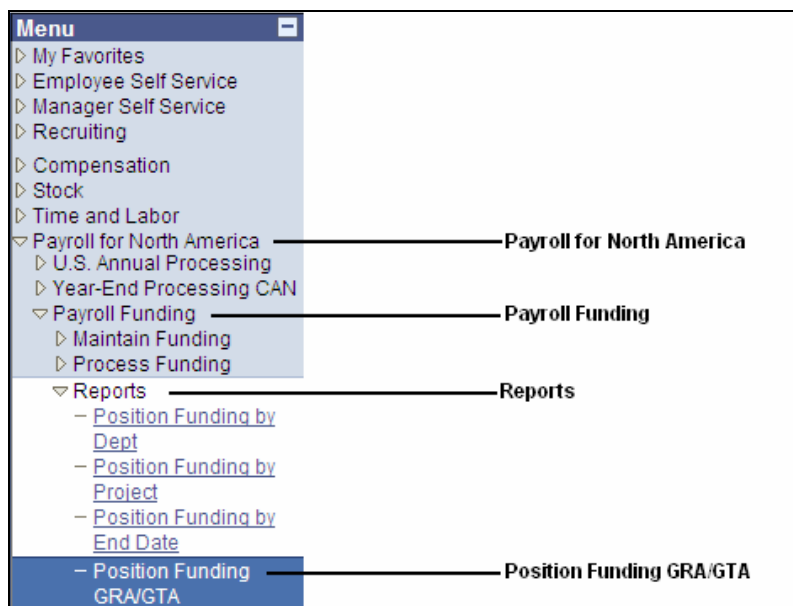 Menu
My Favorites
Employee Self Service
Manager Self Service
Recruiting
Compensation
Stock
Time and Labor
Payroll for North America
Payroll for North America
U.S. Annual Processing
Year-End Processing CAN
Payroll Funding
Payroll Funding
Maintain Funding
Process Funding
Reports
Reports
Position Funding by
Dept
Position Funding by
Project
Position Funding by
End Date
Position Funding
GRA/GTA
Position Funding GRA/GTA